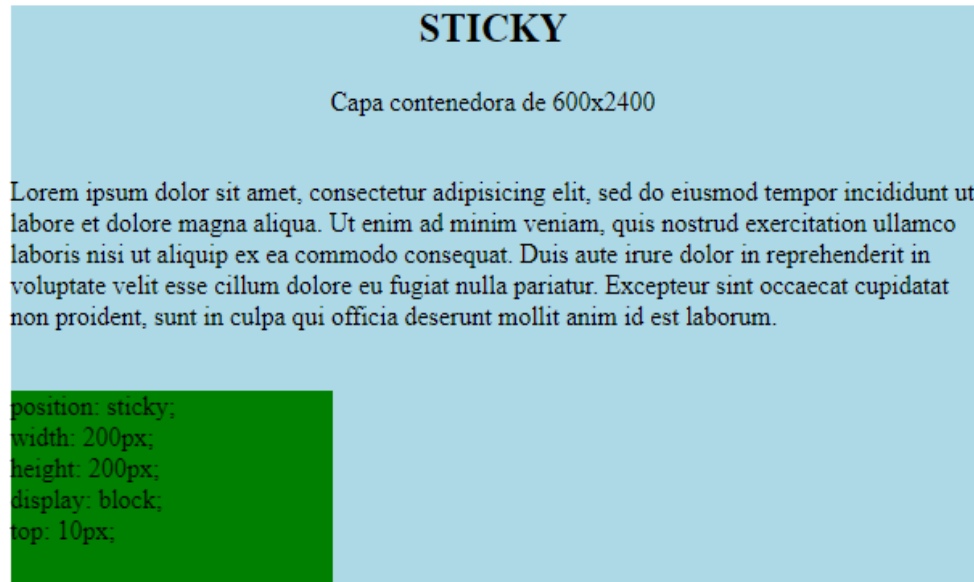 STICKY
Capa contenedora de 600x2400
Lorem ipsum dolor sit amet, consectetur adipisicing elit, sed do eiusmod tempor incididunt ut
labore et dolore magna aliqua. Ut enim ad minim veniam, quis nostrud exercitation ullamco
laboris nisi ut aliquip ex ea commodo consequat. Duis aute irure dolor in reprehenderit in
voluptate velit esse cillum dolore eu fugiat nulla pariatur. Excepteur sint occaecat cupidatat
non proident, sunt in culpa qui officia deserunt mollit anim id est laborum.
position: sticky;
width: 200px;
height: 200px;
display: block;
top: 10px;